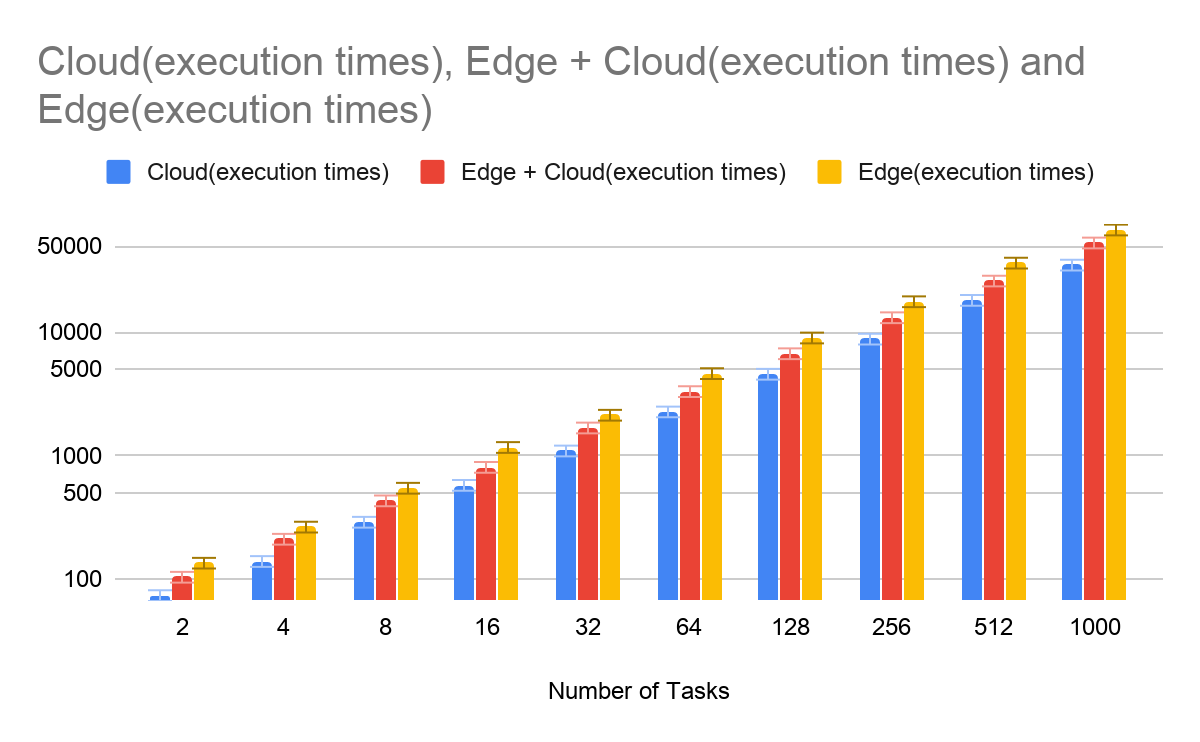 Cloud(execution times), Edge + Cloud(execution times) and
Edge(execution times)
Cloud(execution times) Edge + Cloud(execution times) Edge(execution times)
50000
10000
5000
1000
500
100
2 4 8 16 32 64 128 256 512 1000
Number of Tasks